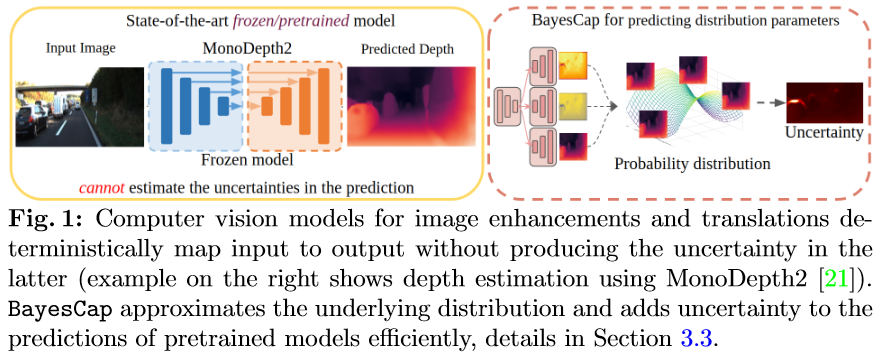 State-of-the-art frozen/pretrained model
Input Image
MonoDepth2
Predicted Depth
Frozen model
cannot estimate the uncertainties in the prediction
BayesCap for predicting distribution parameters
Uncertainty
Probability distribution
Fig. 1: Computer vision models for image enhancements and translations de-
terministically map input to output without producing the uncertainty in the
latter (example on the right shows depth estimation using MonoDepth2 [21]).
BayesCap approximates the underlying distribution and adds uncertainty to the
predictions of pretrained models efficiently, details in Section 3.3.